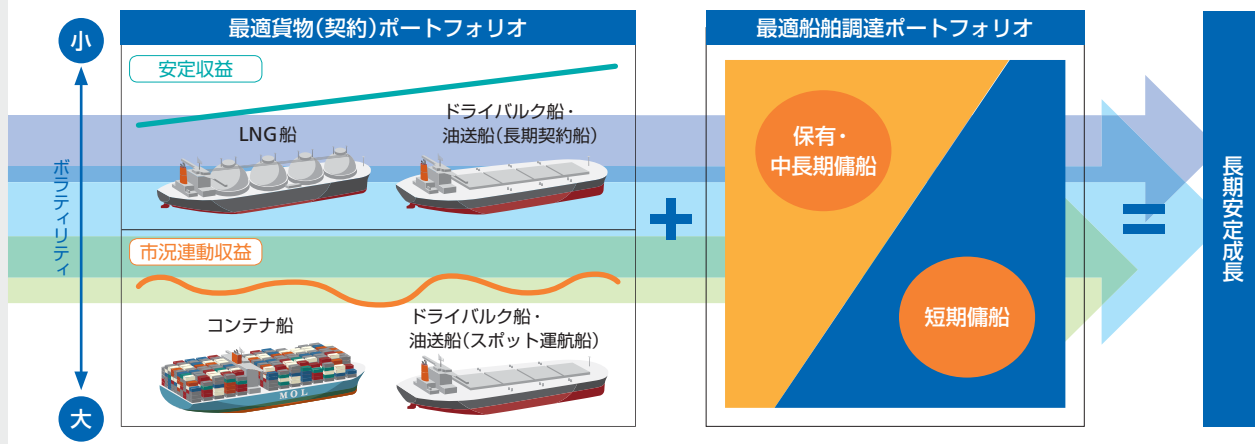 小
ボラティリティ
大
最適貨物(契約)ポートフォリオ
安定収益
LNG船
ドライバルク船・
油送船(長期契約船)
市況連動収益
コンテナ船
MOL
ドライバルク船・
油送船(スポット運航船)
+
最適船舶調達ポートフォリオ
保有・
中長期傭船
短期傭船
=
長期安定成長